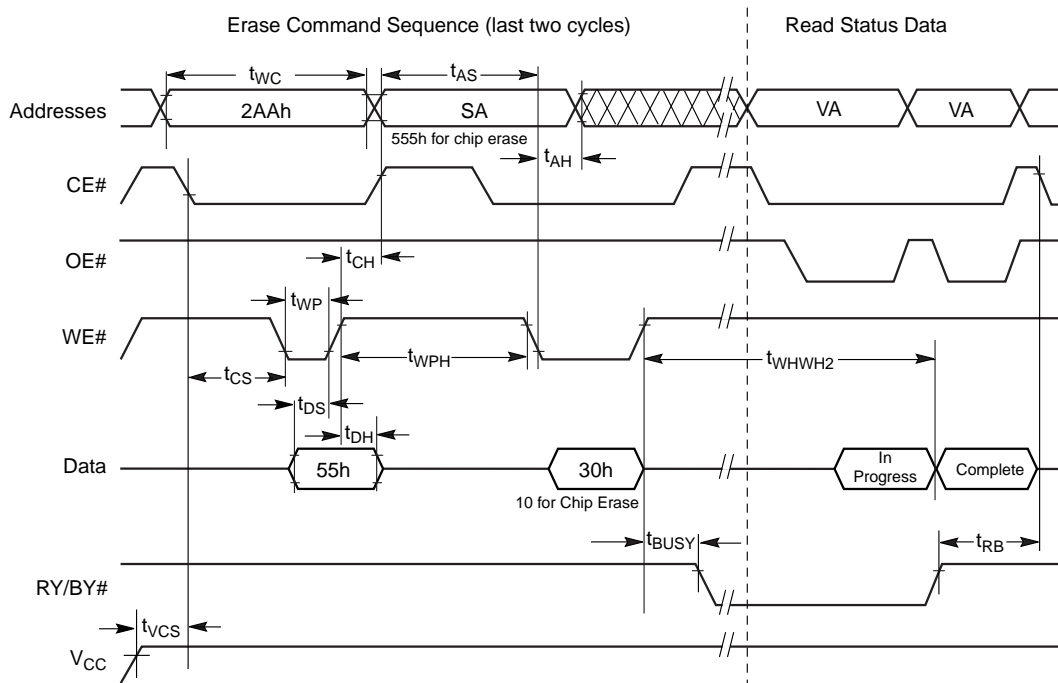 Erase Command Sequence (last two cycles)
Read Status Data
tWC
tAS
Addresses
2AAh
SA
VA
VA
555h for chip erase
tAH
CE#
OE#
tCH
tWP
WE#
tWPH
tWHWH2
tCS
tDS
tDH
Data
55h
30h
In
Progress
Complete
10 for Chip Erase
tBUSY
tRB
RY/BY#
tVCS
VCC